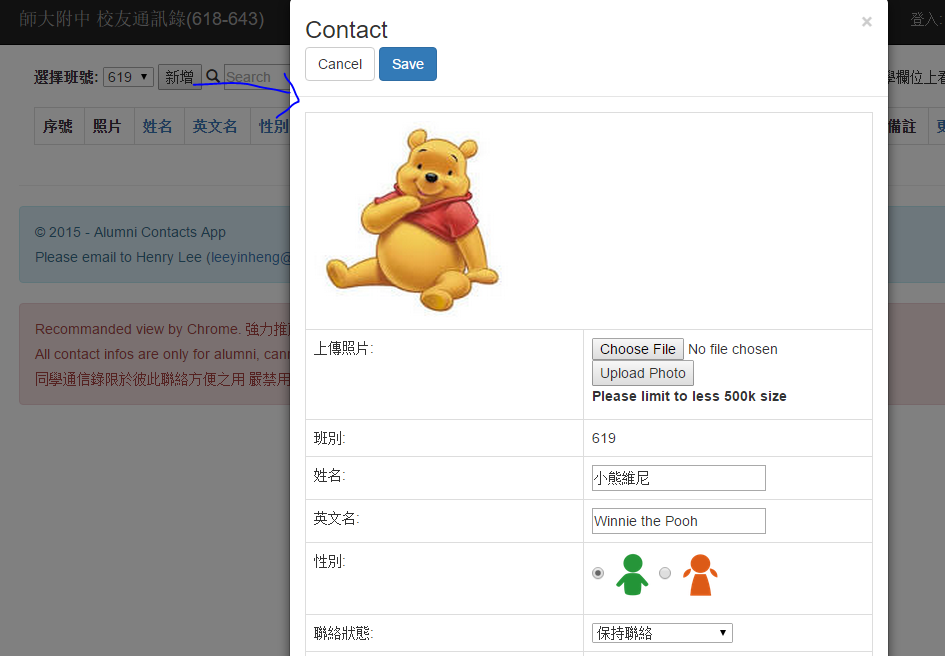 師大附中 校友通訊錄(618-643)
登入:
選擇班號: 619 新增 Search
學欄位上看
序號 照片 姓名 英文名 性別
備註 更
© 2015 - Alumni Contacts App
Please email to Henry Lee (leeyinheng@
Recommanded view by Chrome. 強力推
All contact infos are only for alumni, cann
同學通信錄限於彼此聯絡方便之用 嚴禁用
Contact
×
Cancel Save
上傳照片: Choose File No file chosen
Upload Photo
Please limit to less 500k size
班別: 619
姓名: 小熊維尼
英文名: Winnie the Pooh
性別:
聯絡狀態: 保持聯絡